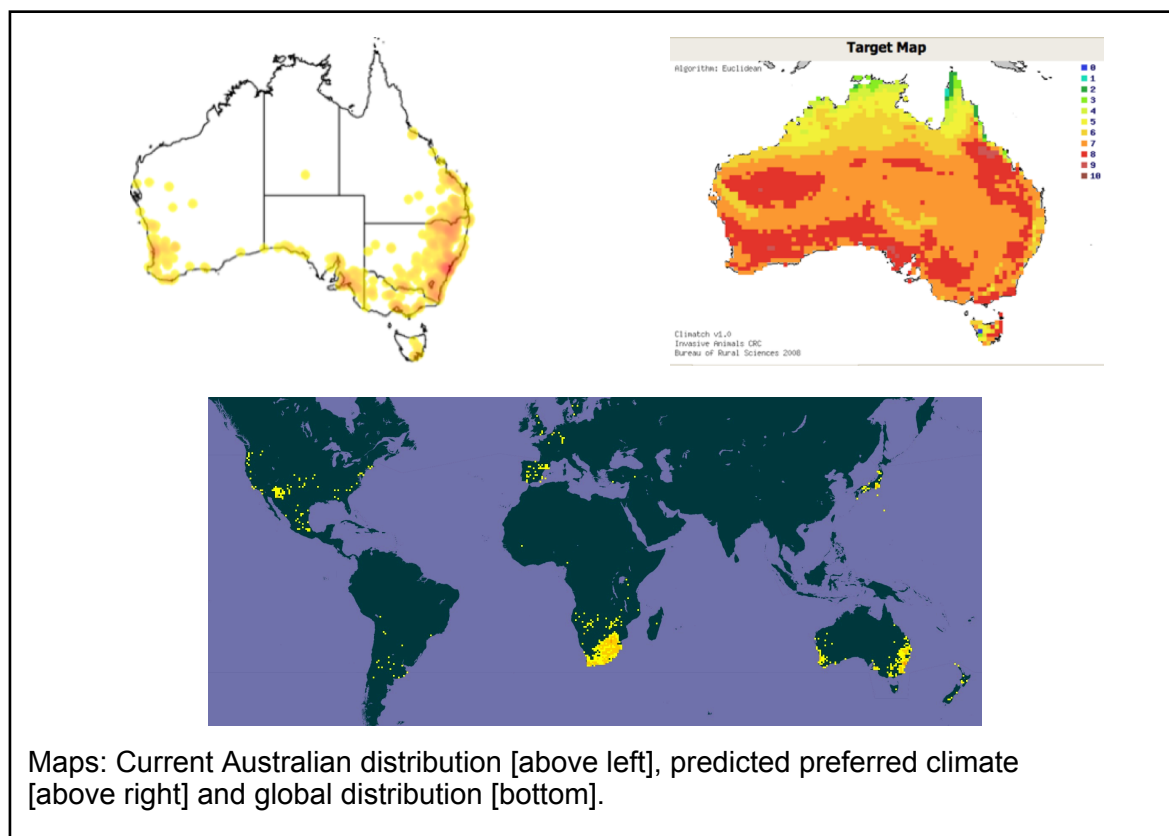 Target Map
Algorithm: Euclidean
0
1
2
3
4
5
6
7
8
9
10
Climatch v1.0
Invasive Animals CRC
Bureau of Rural Sciences 2008
Maps: Current Australian distribution [above left], predicted preferred climate
[above right] and global distribution [bottom].